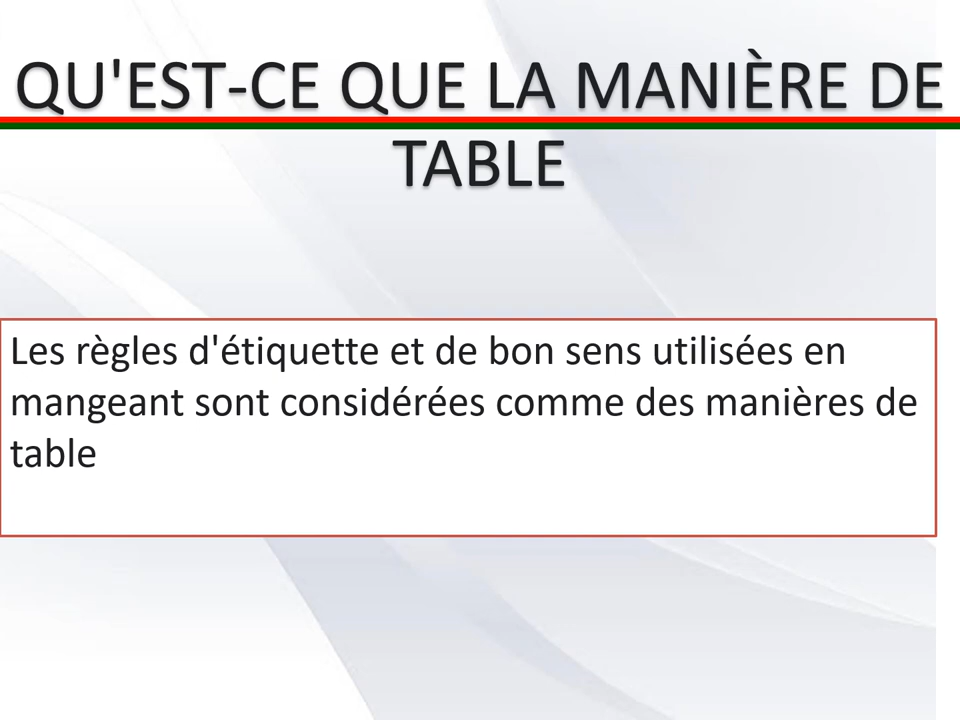 QU'EST-CE QUE LA MANIÈRE DE
TABLE
Les règles d'étiquette et de bon sens utilisées en
mangeant sont considérées comme des manières de
table